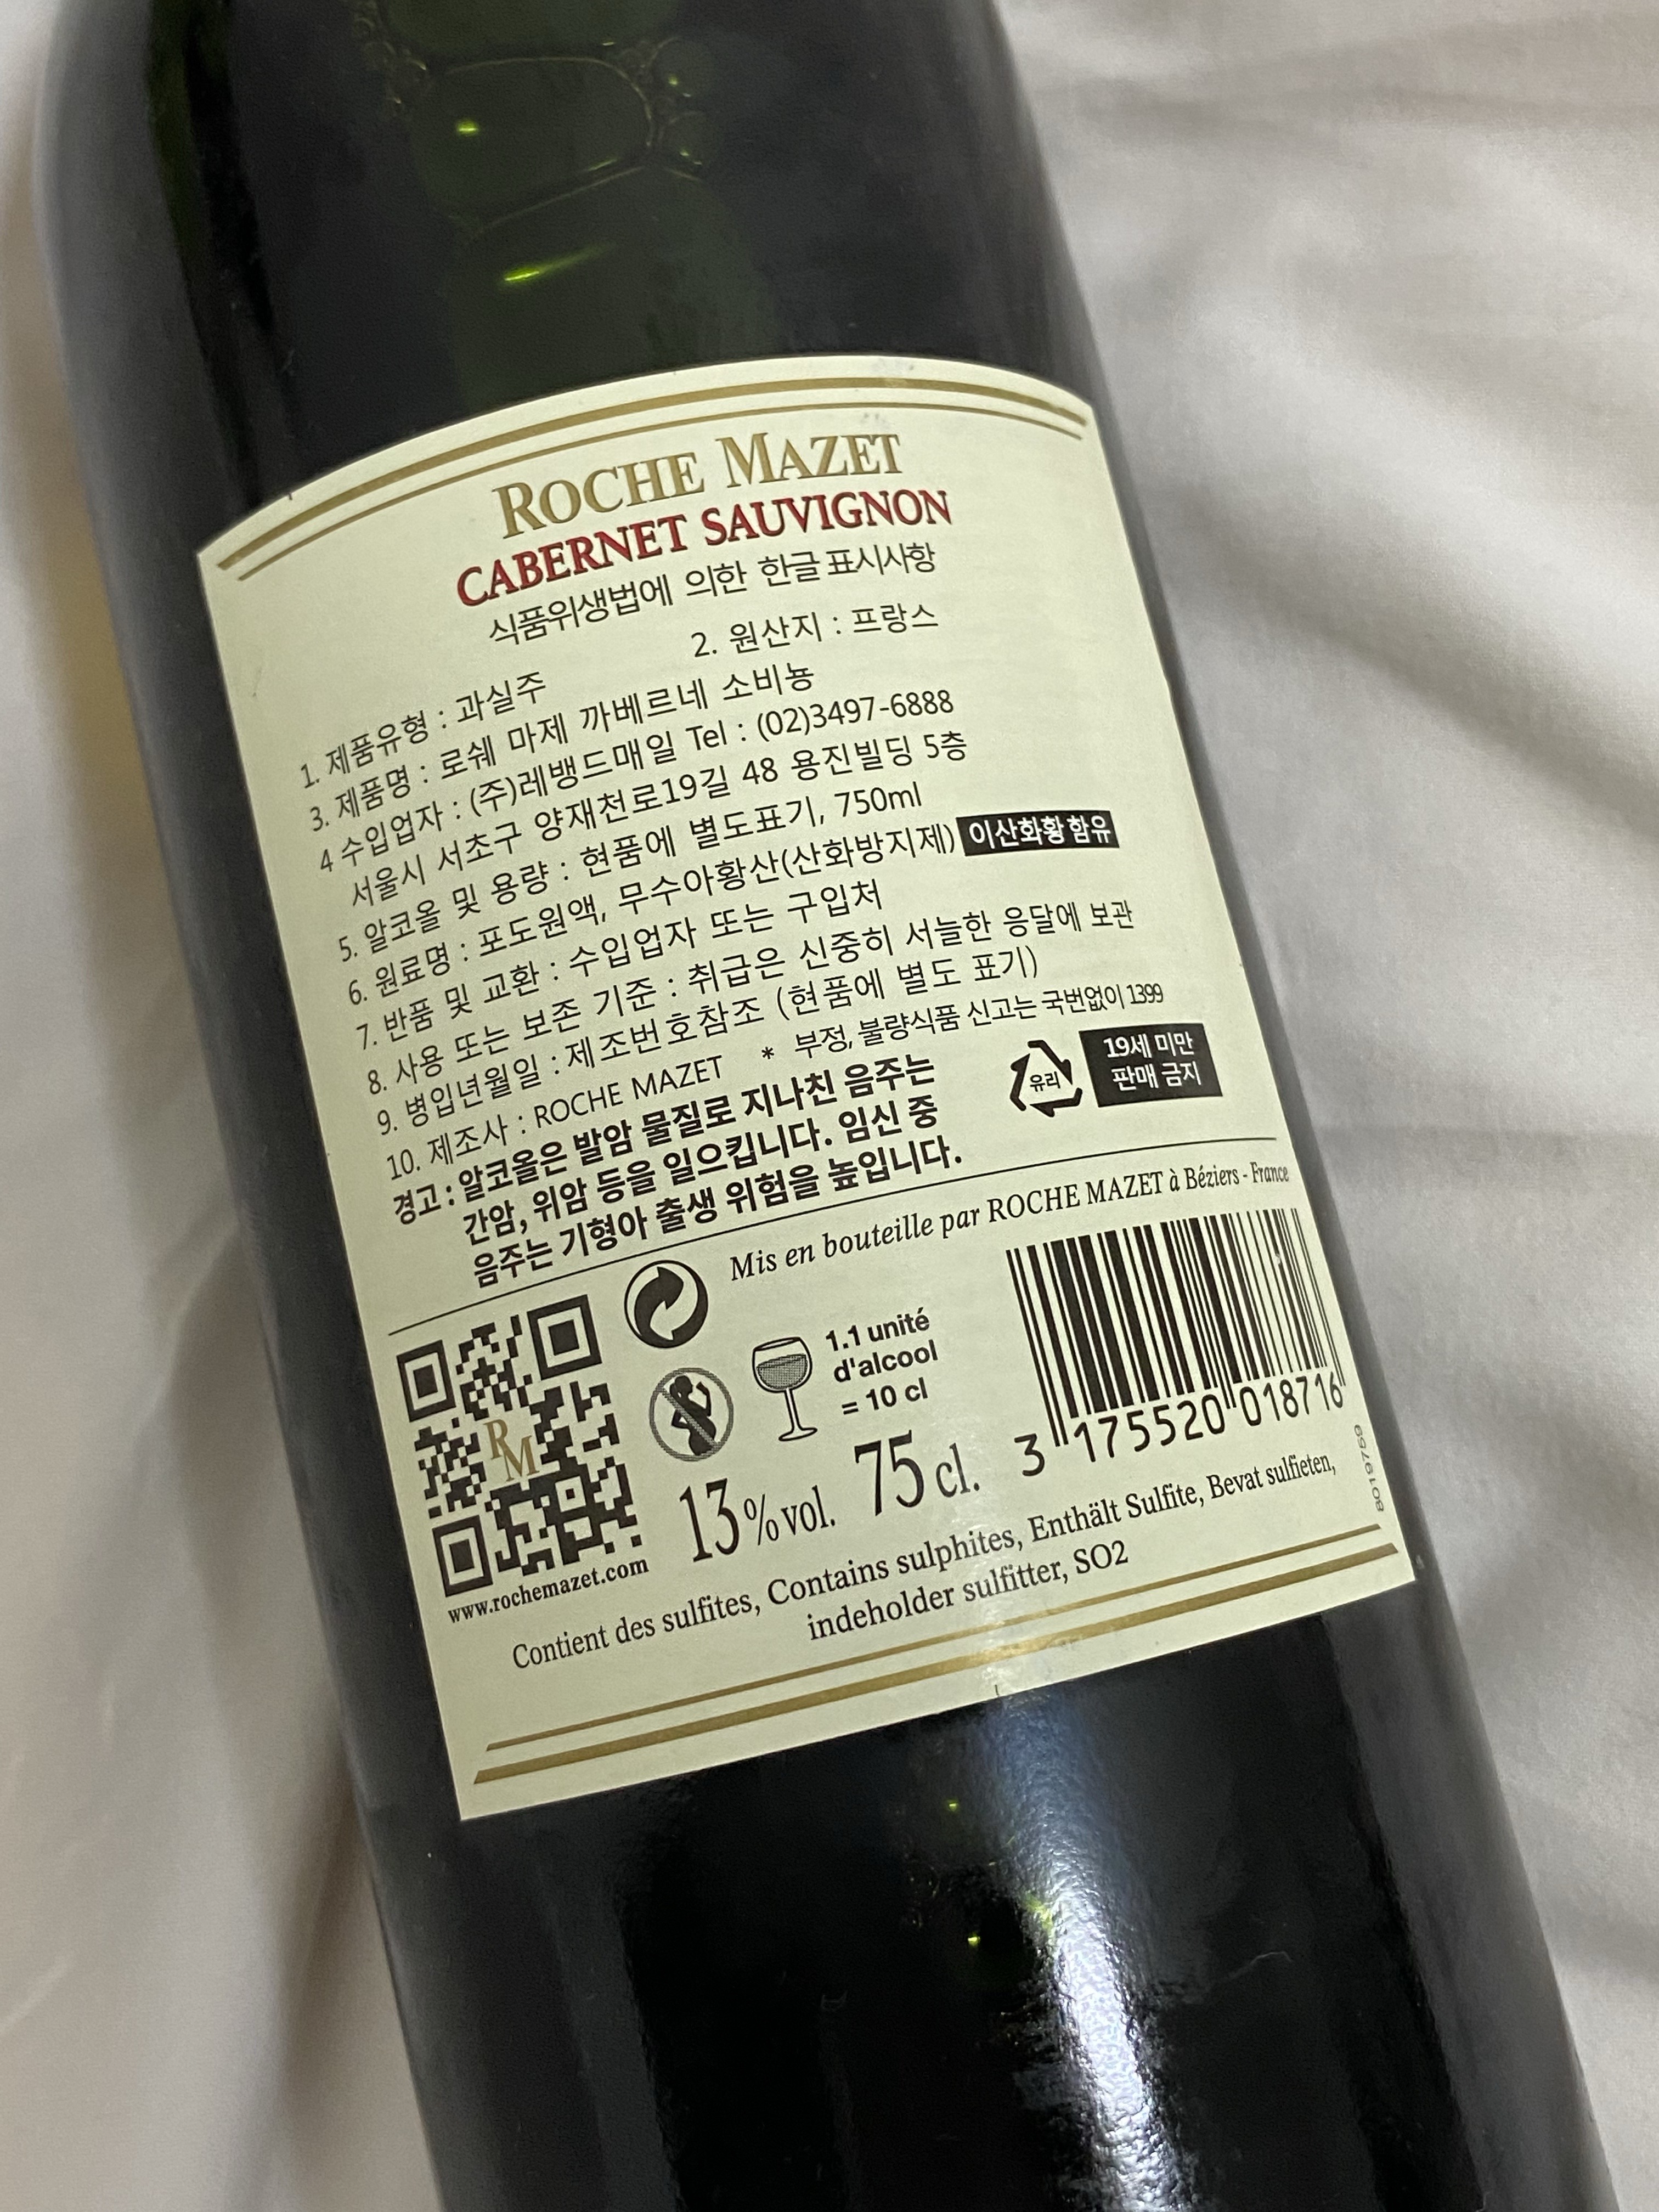 ROCHE MAZET
CABERNET SAUVIGNON
식품위생법에 의한 한글 표시사항
1. 제품유형 : 과실주 2. 원산지 : 프랑스
3. 제품명 : 로쉐 마제 까베르네 소비뇽
4 수입업자 : (주)레뱅드매일 Tel : (02)3497-6888
서울시 서초구 양재천로19길 48 용진빌딩 5층
5. 알코올 및 용량 : 현품에 별도표기, 750ml
6. 원료명 : 포도원액, 무수아황산(산화방지제) 이산화황 함유
7. 반품 및 교환 : 수입업자 또는 구입처
8. 사용 또는 보존 기준 : 취급은 신중히 서늘한 응달에 보관
9. 병입년월일 : 제조번호참조 (현품에 별도 표기)
10. 제조사 : ROCHE MAZET * 부정, 불량식품 신고는 국번없이 1399
경고 : 알코올은 발암 물질로 지나친 음주는
간암, 위암 등을 일으킵니다. 임신 중
음주는 기형아 출생 위험을 높입니다.
유리
19세 미만
판매 금지
Mis en bouteille par ROCHE MAZET à Béziers - France
RM
www.rochemazet.com
1.1 unité
d'alcool
= 10 cl
13%vol. 75cl.
3 175520 018716
8019759
Contient des sulfites, Contains sulphites, Enthält Sulfite, Bevat sulfieten,
indeholder sulfitter, SO2